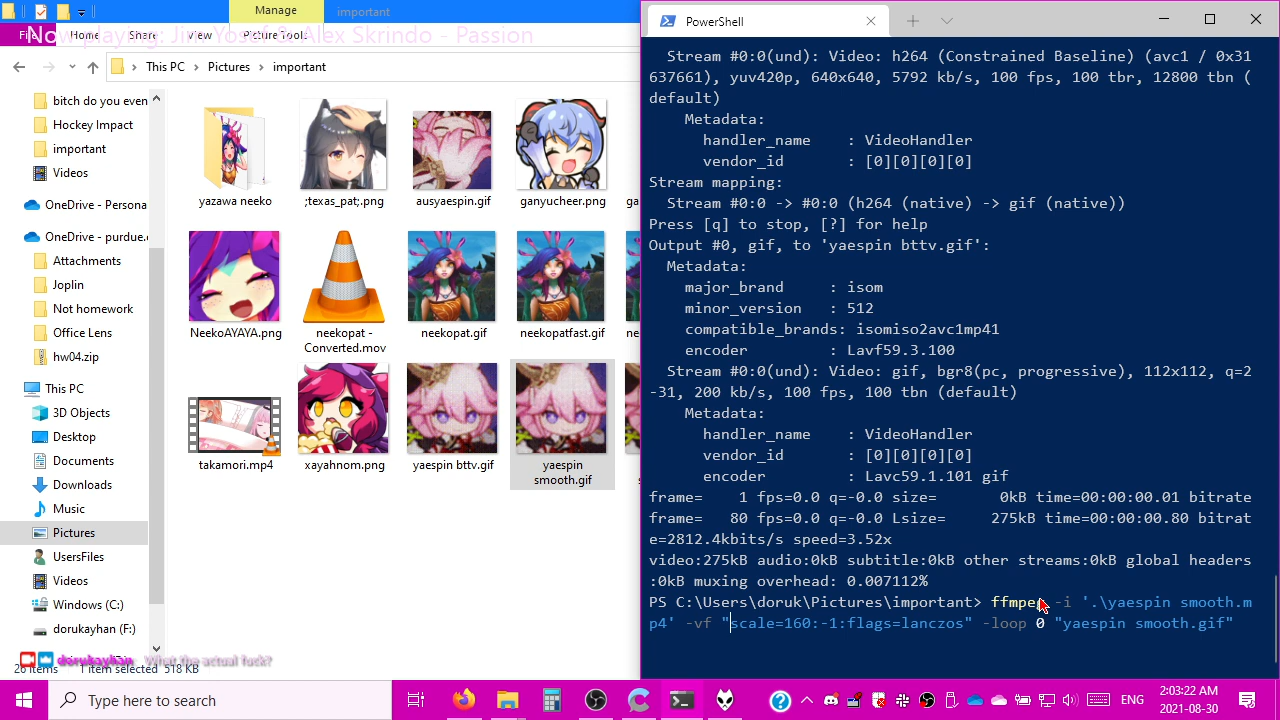 Manage
important
File
Home
Share
View
Picture Tools
Now playing: Jim Yosef & Alex Skrindo - Passion
This PC
Pictures
important
bitch do you even
Hockey Impact
important
Videos
OneDrive - Persona
OneDrive - purdue.
Attachments
Joplin
Not homework
Office Lens
hw04.zip
This PC
3D Objects
Desktop
Documents
Downloads
Music
Pictures
UsersFiles
Videos
Windows (C:)
dorukayhan (F:)
yazawa neeko
;texas_pat;.png
ausyaespin.gif
ganyucheer.png
NeekoAYAYA.png
neekopat -
Converted.mov
neekopat.gif
neekopatfast.gif
takamori.mp4
xayahnom.png
yaespin bttv.gif
yaespin
smooth.gif
1 item selected 518 KB
dorukayhan What the actual fuck?
PowerShell
Stream #0:0(und): Video: h264 (Constrained Baseline) (avc1 / 0x31
637661), yuv420p, 640x640, 5792 kb/s, 100 fps, 100 tbr, 12800 tbn (
default)
Metadata:
handler_name : VideoHandler
vendor_id : [0][0][0][0]
Stream mapping:
Stream #0:0 -> #0:0 (h264 (native) -> gif (native))
Press [q] to stop, [?] for help
Output #0, gif, to 'yaespin bttv.gif':
Metadata:
major_brand : isom
minor_version : 512
compatible_brands: isomiso2avc1mp41
encoder : Lavf59.3.100
Stream #0:0(und): Video: gif, bgr8(pc, progressive), 112x112, q=2
-31, 200 kb/s, 100 fps, 100 tbn (default)
Metadata:
handler_name : VideoHandler
vendor_id : [0][0][0][0]
encoder : Lavc59.1.101 gif
frame= 1 fps=0.0 q=-0.0 size= 0kB time=00:00:00.01 bitrate
frame= 80 fps=0.0 q=-0.0 Lsize= 275kB time=00:00:00.80 bitrat
e=2812.4kbits/s speed=3.52x
video:275kB audio:0kB subtitle:0kB other streams:0kB global headers
:0kB muxing overhead: 0.007112%
PS C:\Users\doruk\Pictures\important> ffmpeg -i '.\yaespin smooth.m
p4' -vf "scale=160:-1:flags=lanczos" -loop 0 "yaespin smooth.gif"
Type here to search
ENG
2:03:22 AM
2021-08-30